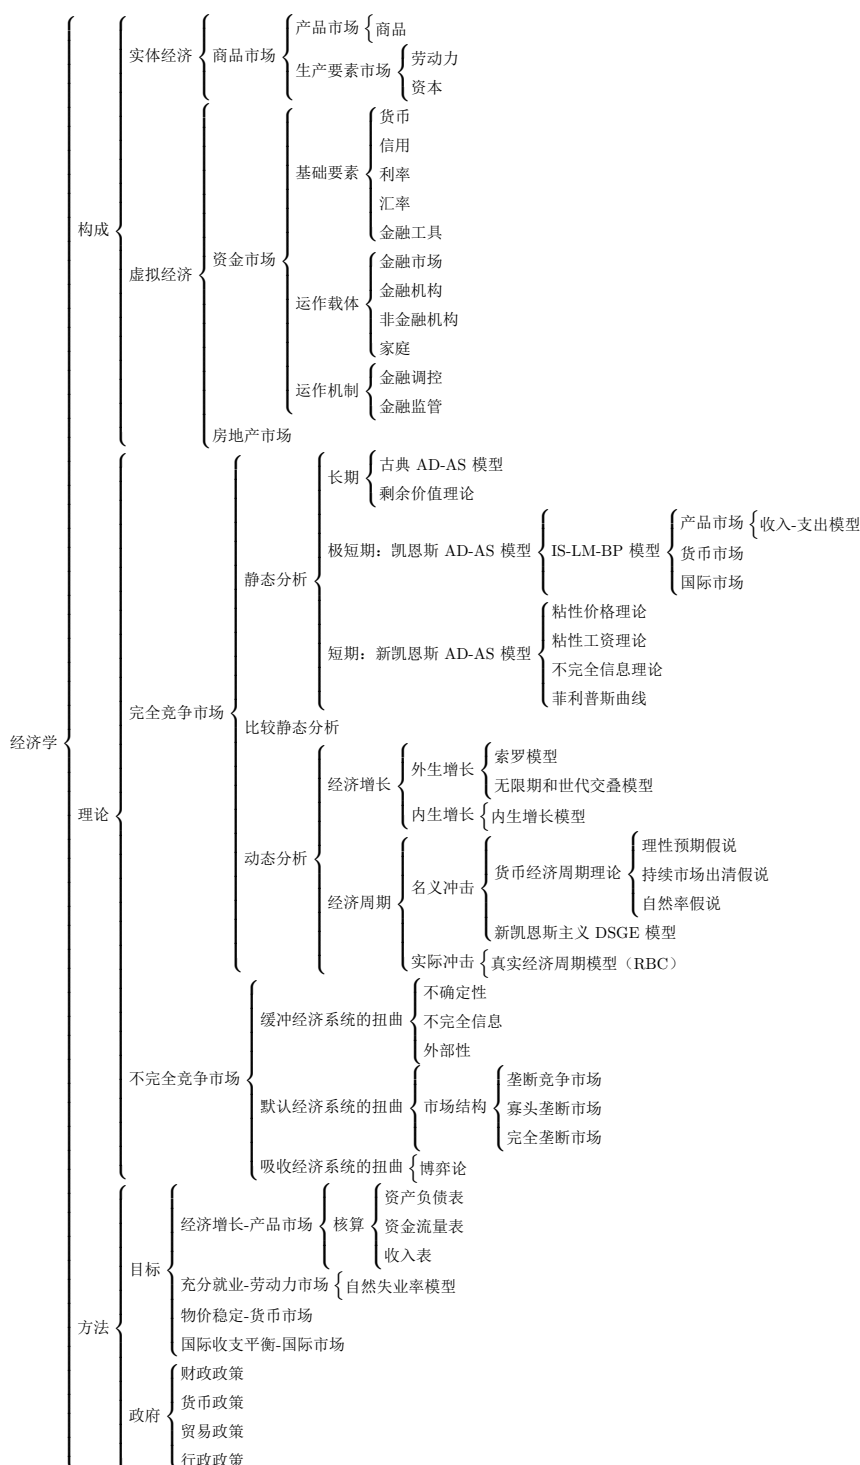 经济学
构成
实体经济
商品市场
产品市场
商品
生产要素市场
劳动力
资本
虚拟经济
资金市场
基础要素
货币
信用
利率
汇率
金融工具
运作载体
金融市场
金融机构
非金融机构
家庭
运作机制
金融调控
金融监管
房地产市场
理论
完全竞争市场
静态分析
长期
古典 AD-AS 模型
剩余价值理论
极短期：凯恩斯 AD-AS 模型
IS-LM-BP 模型
产品市场
收入-支出模型
货币市场
国际市场
短期：新凯恩斯 AD-AS 模型
粘性价格理论
粘性工资理论
不完全信息理论
菲利普斯曲线
比较静态分析
动态分析
经济增长
外生增长
索罗模型
无限期和世代交叠模型
内生增长
内生增长模型
经济周期
名义冲击
货币经济周期理论
理性预期假说
持续市场出清假说
自然率假说
新凯恩斯主义 DSGE 模型
实际冲击
真实经济周期模型（RBC）
不完全竞争市场
缓冲经济系统的扭曲
不确定性
不完全信息
外部性
默认经济系统的扭曲
市场结构
垄断竞争市场
寡头垄断市场
完全垄断市场
吸收经济系统的扭曲
博弈论
方法
目标
经济增长-产品市场
核算
资产负债表
资金流量表
收入表
充分就业-劳动力市场
自然失业率模型
物价稳定-货币市场
国际收支平衡-国际市场
政府
财政政策
货币政策
贸易政策
行政政策